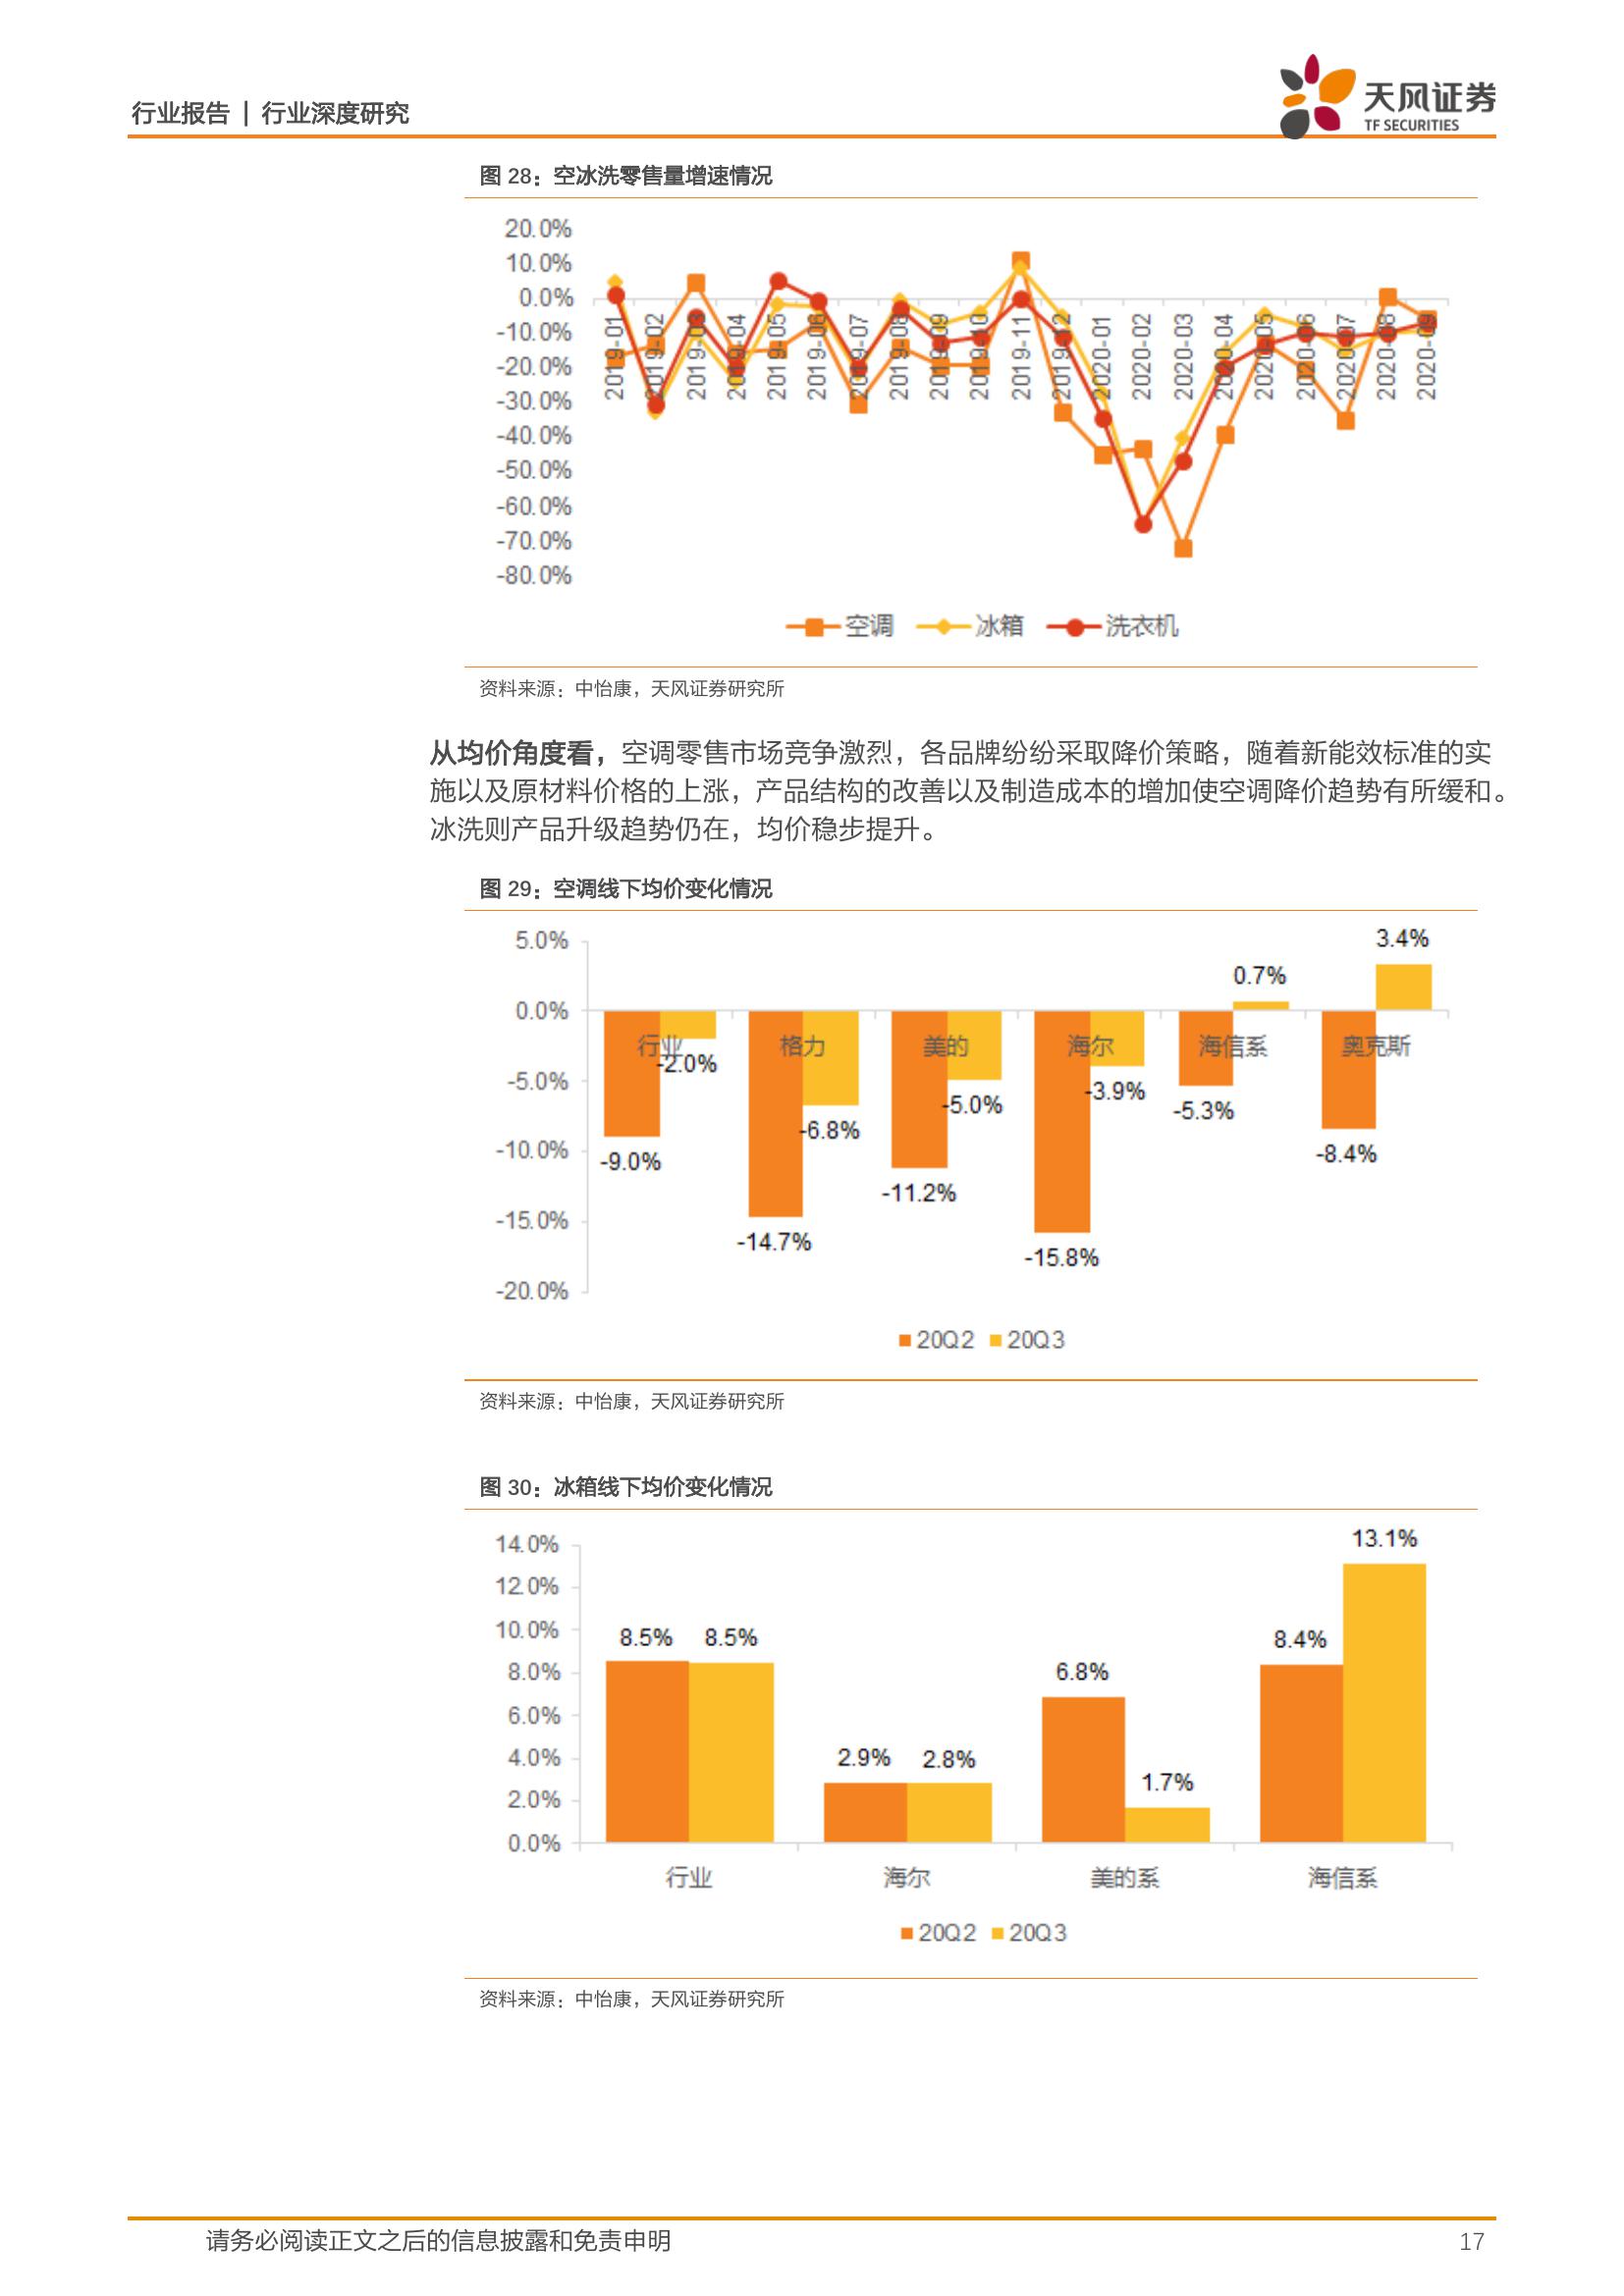 行业报告 | 行业深度研究
天风证券
TF SECURITIES
图 28：空冰洗零售量增速情况
20.0%
10.0%
0.0%
-10.0%
-20.0%
-30.0%
-40.0%
-50.0%
-60.0%
-70.0%
-80.0%
2019-01
2019-02
2019-03
2019-04
2019-05
2019-06
2019-07
2019-08
2019-09
2019-10
2019-11
2019-12
2020-01
2020-02
2020-03
2020-04
2020-05
2020-06
2020-07
2020-08
2020-09
空调 冰箱 洗衣机
资料来源：中怡康，天风证券研究所
从均价角度看，空调零售市场竞争激烈，各品牌纷纷采取降价策略，随着新能效标准的实
施以及原材料价格的上涨，产品结构的改善以及制造成本的增加使空调降价趋势有所缓和。
冰洗则产品升级趋势仍在，均价稳步提升。
图 29：空调线下均价变化情况
5.0%
0.0%
-5.0%
-10.0%
-15.0%
-20.0%
行业 格力 美的 海尔 海信系 奥克斯
-9.0% -14.7% -11.2% -15.8% -5.3% -8.4%
-2.0% -6.8% -5.0% -3.9% 0.7% 3.4%
20Q2 20Q3
资料来源：中怡康，天风证券研究所
图 30：冰箱线下均价变化情况
14.0%
12.0%
10.0%
8.0%
6.0%
4.0%
2.0%
0.0%
8.5% 8.5% 2.9% 2.8% 6.8% 1.7% 8.4% 13.1%
行业 海尔 美的系 海信系
20Q2 20Q3
资料来源：中怡康，天风证券研究所
请务必阅读正文之后的信息披露和免责申明
17